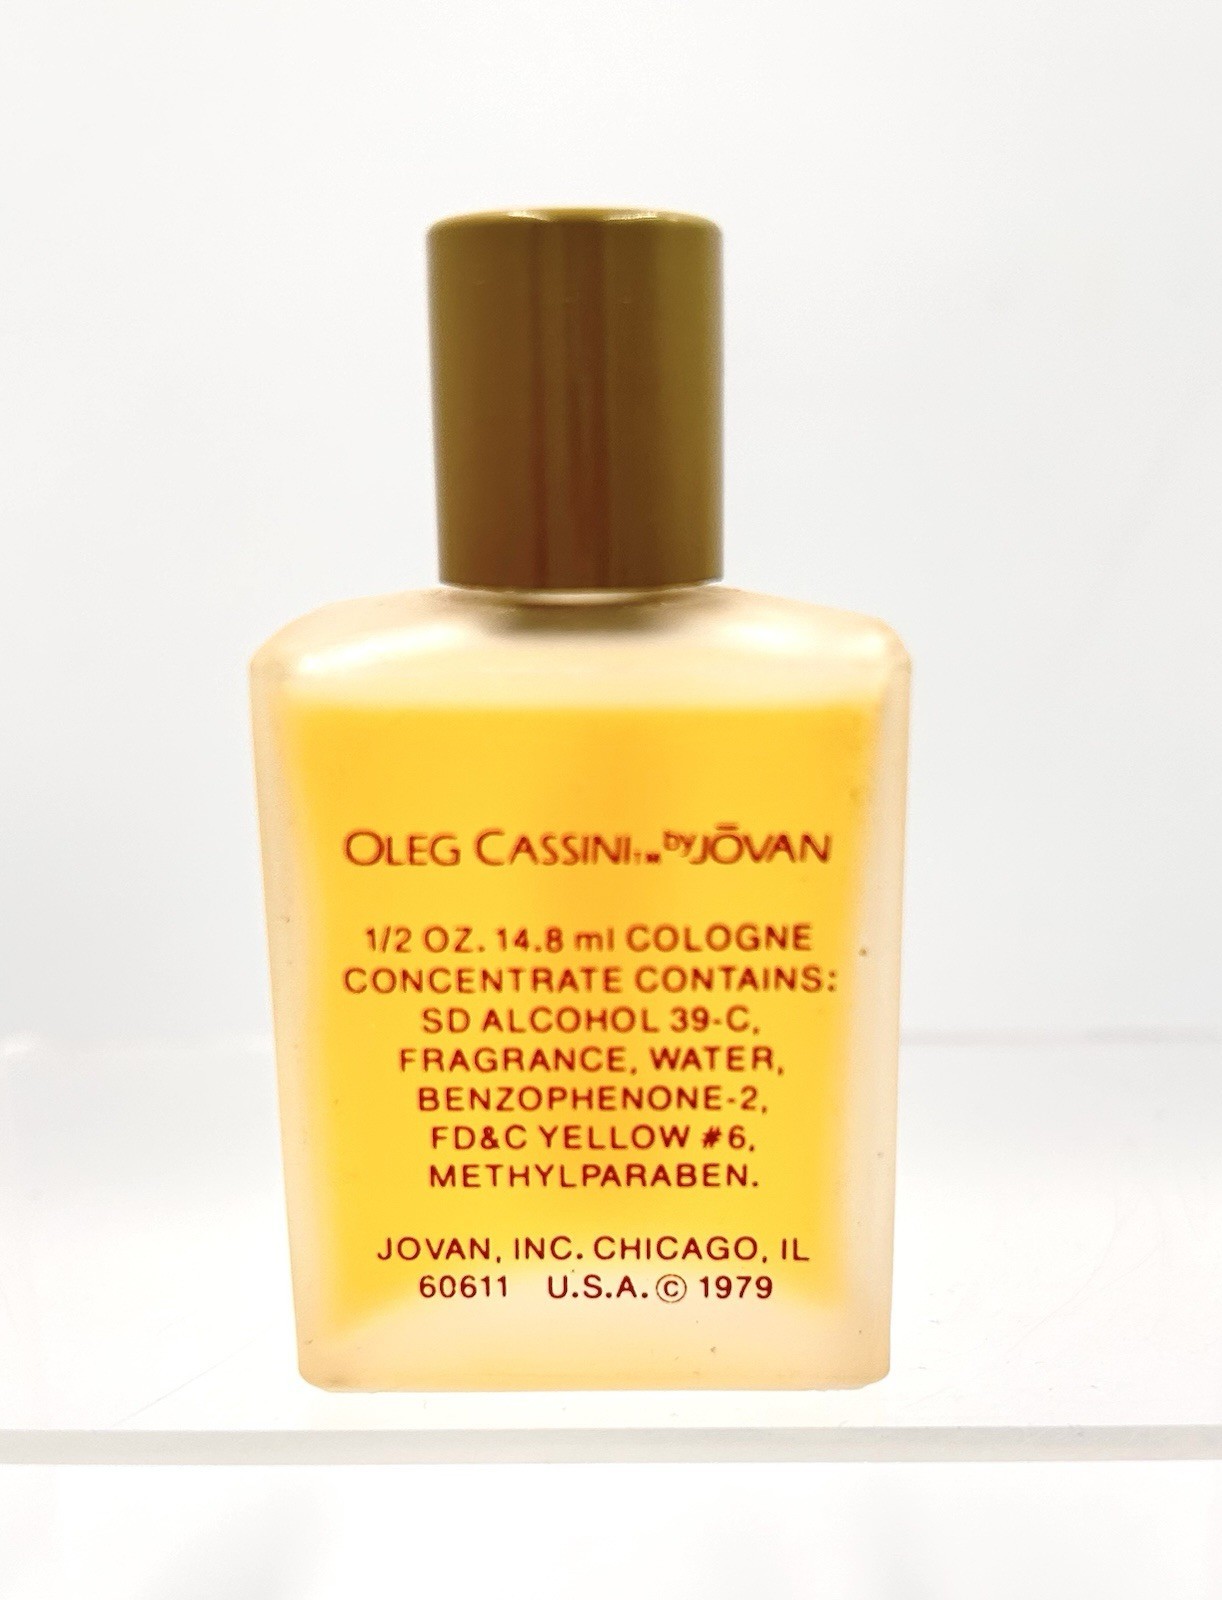 OLEG CASSINI™ by JŌVAN
1/2 OZ. 14.8 ml COLOGNE
CONCENTRATE CONTAINS:
SD ALCOHOL 39-C,
FRAGRANCE, WATER,
BENZOPHENONE-2,
FD&C YELLOW #6,
METHYLPARABEN.
JOVAN, INC. CHICAGO, IL
60611 U.S.A. © 1979